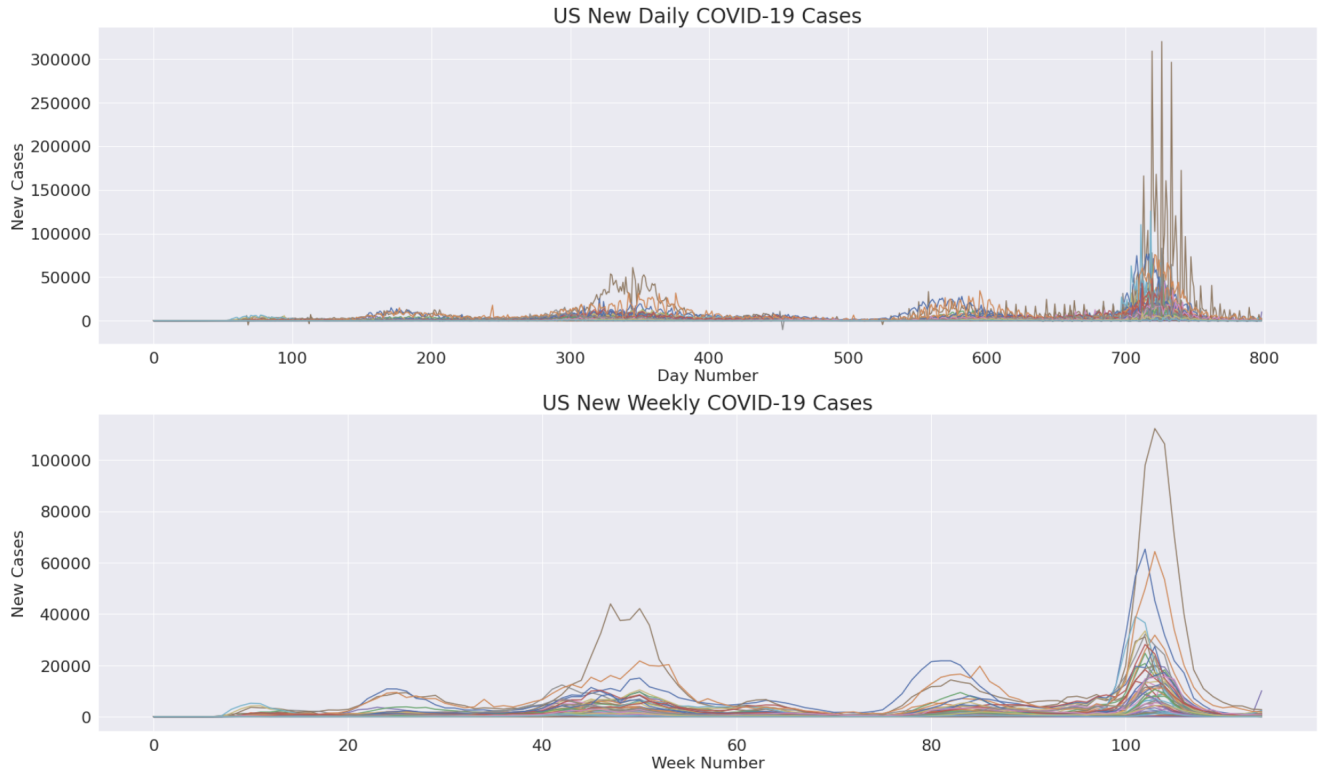 US New Daily COVID-19 Cases
300000
250000
200000
150000
100000
50000
0
New Cases
0 100 200 300 400 500 600 700 800
Day Number
US New Weekly COVID-19 Cases
100000
80000
60000
40000
20000
0
New Cases
0 20 40 60 80 100
Week Number